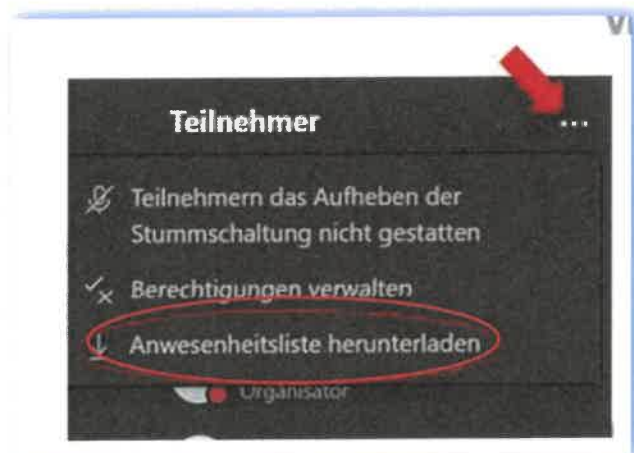 Teilnehmer ...
Teilnehmern das Aufheben der
Stummschaltung nicht gestatten
Berechtigungen verwalten
Anwesenheitsliste herunterladen
Organisator